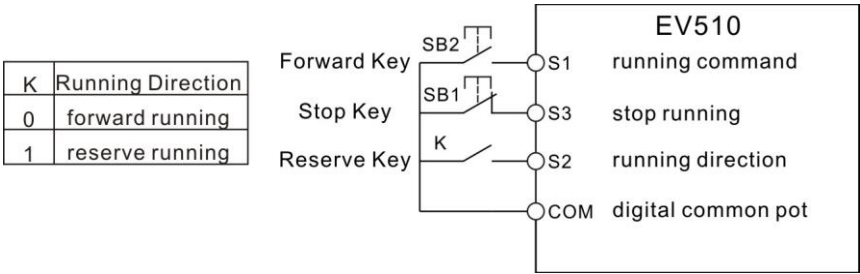 K Running Direction
0 forward running
1 reserve running
EV510
Forward Key SB2 S1 running command
Stop Key SB1 S3 stop running
Reserve Key K S2 running direction
COM digital common pot